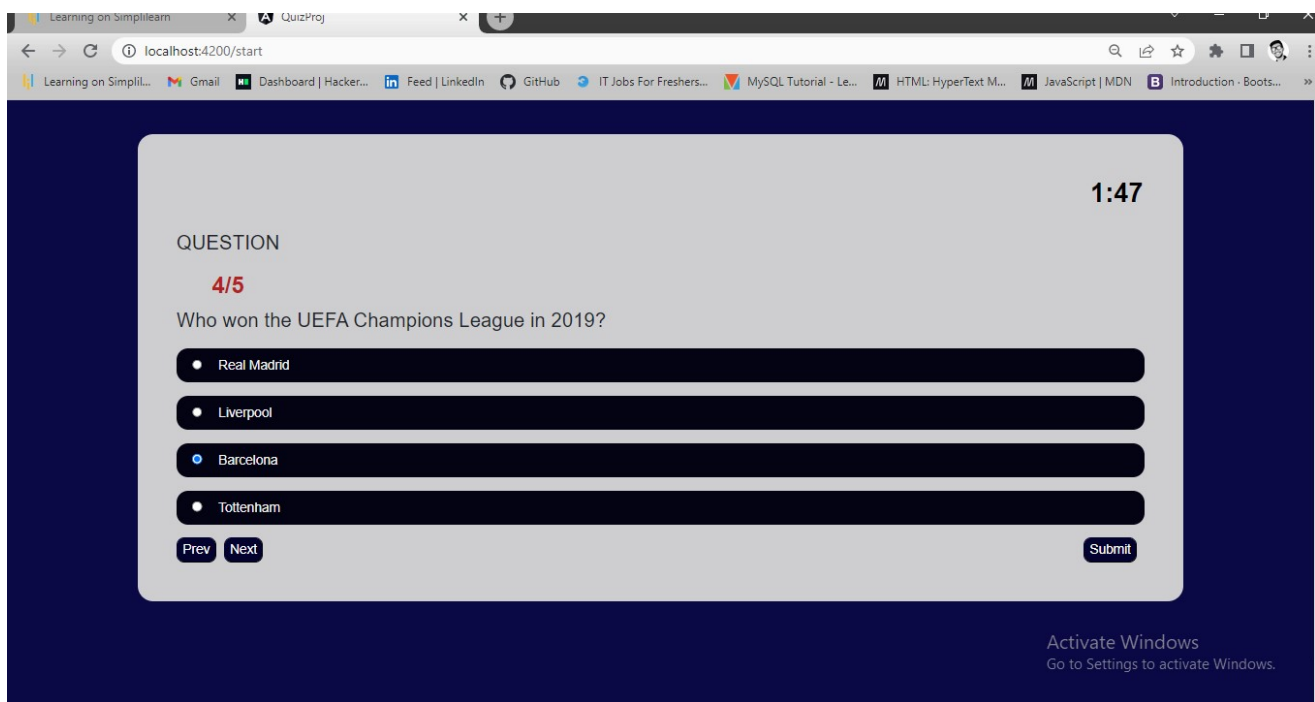 Learning on Simplilearn QuizProj
localhost:4200/start
Learning on Simplil... Gmail Dashboard | Hacker... Feed | LinkedIn GitHub IT Jobs For Freshers... MySQL Tutorial - Le... HTML: HyperText M... JavaScript | MDN Introduction · Boots... »
1:47
QUESTION
4/5
Who won the UEFA Champions League in 2019?
Real Madrid
Liverpool
Barcelona
Tottenham
Prev Next Submit
Activate Windows
Go to Settings to activate Windows.